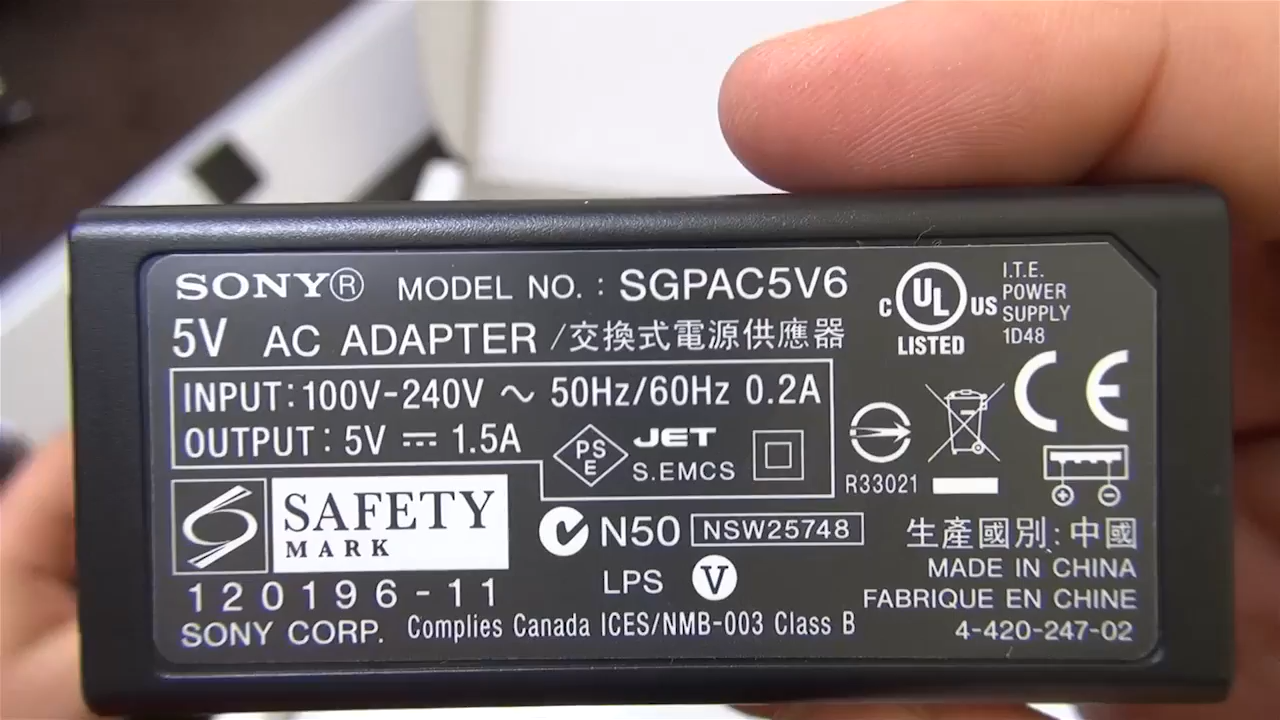 SONY® MODEL NO. : SGPAC5V6
5V AC ADAPTER /交換式電源供應器
INPUT: 100V-240V ~ 50Hz/60Hz 0.2A
OUTPUT : 5V ⎓ 1.5A
PS
E
JET
S.EMCS
S
SAFETY
MARK
120196-11
SONY CORP.
N50 NSW25748
LPS V
Complies Canada ICES/NMB-003 Class B
C UL US
LISTED
I.T.E.
POWER
SUPPLY
1D48
CE
R33021
生產國別: 中國
MADE IN CHINA
FABRIQUE EN CHINE
4-420-247-02